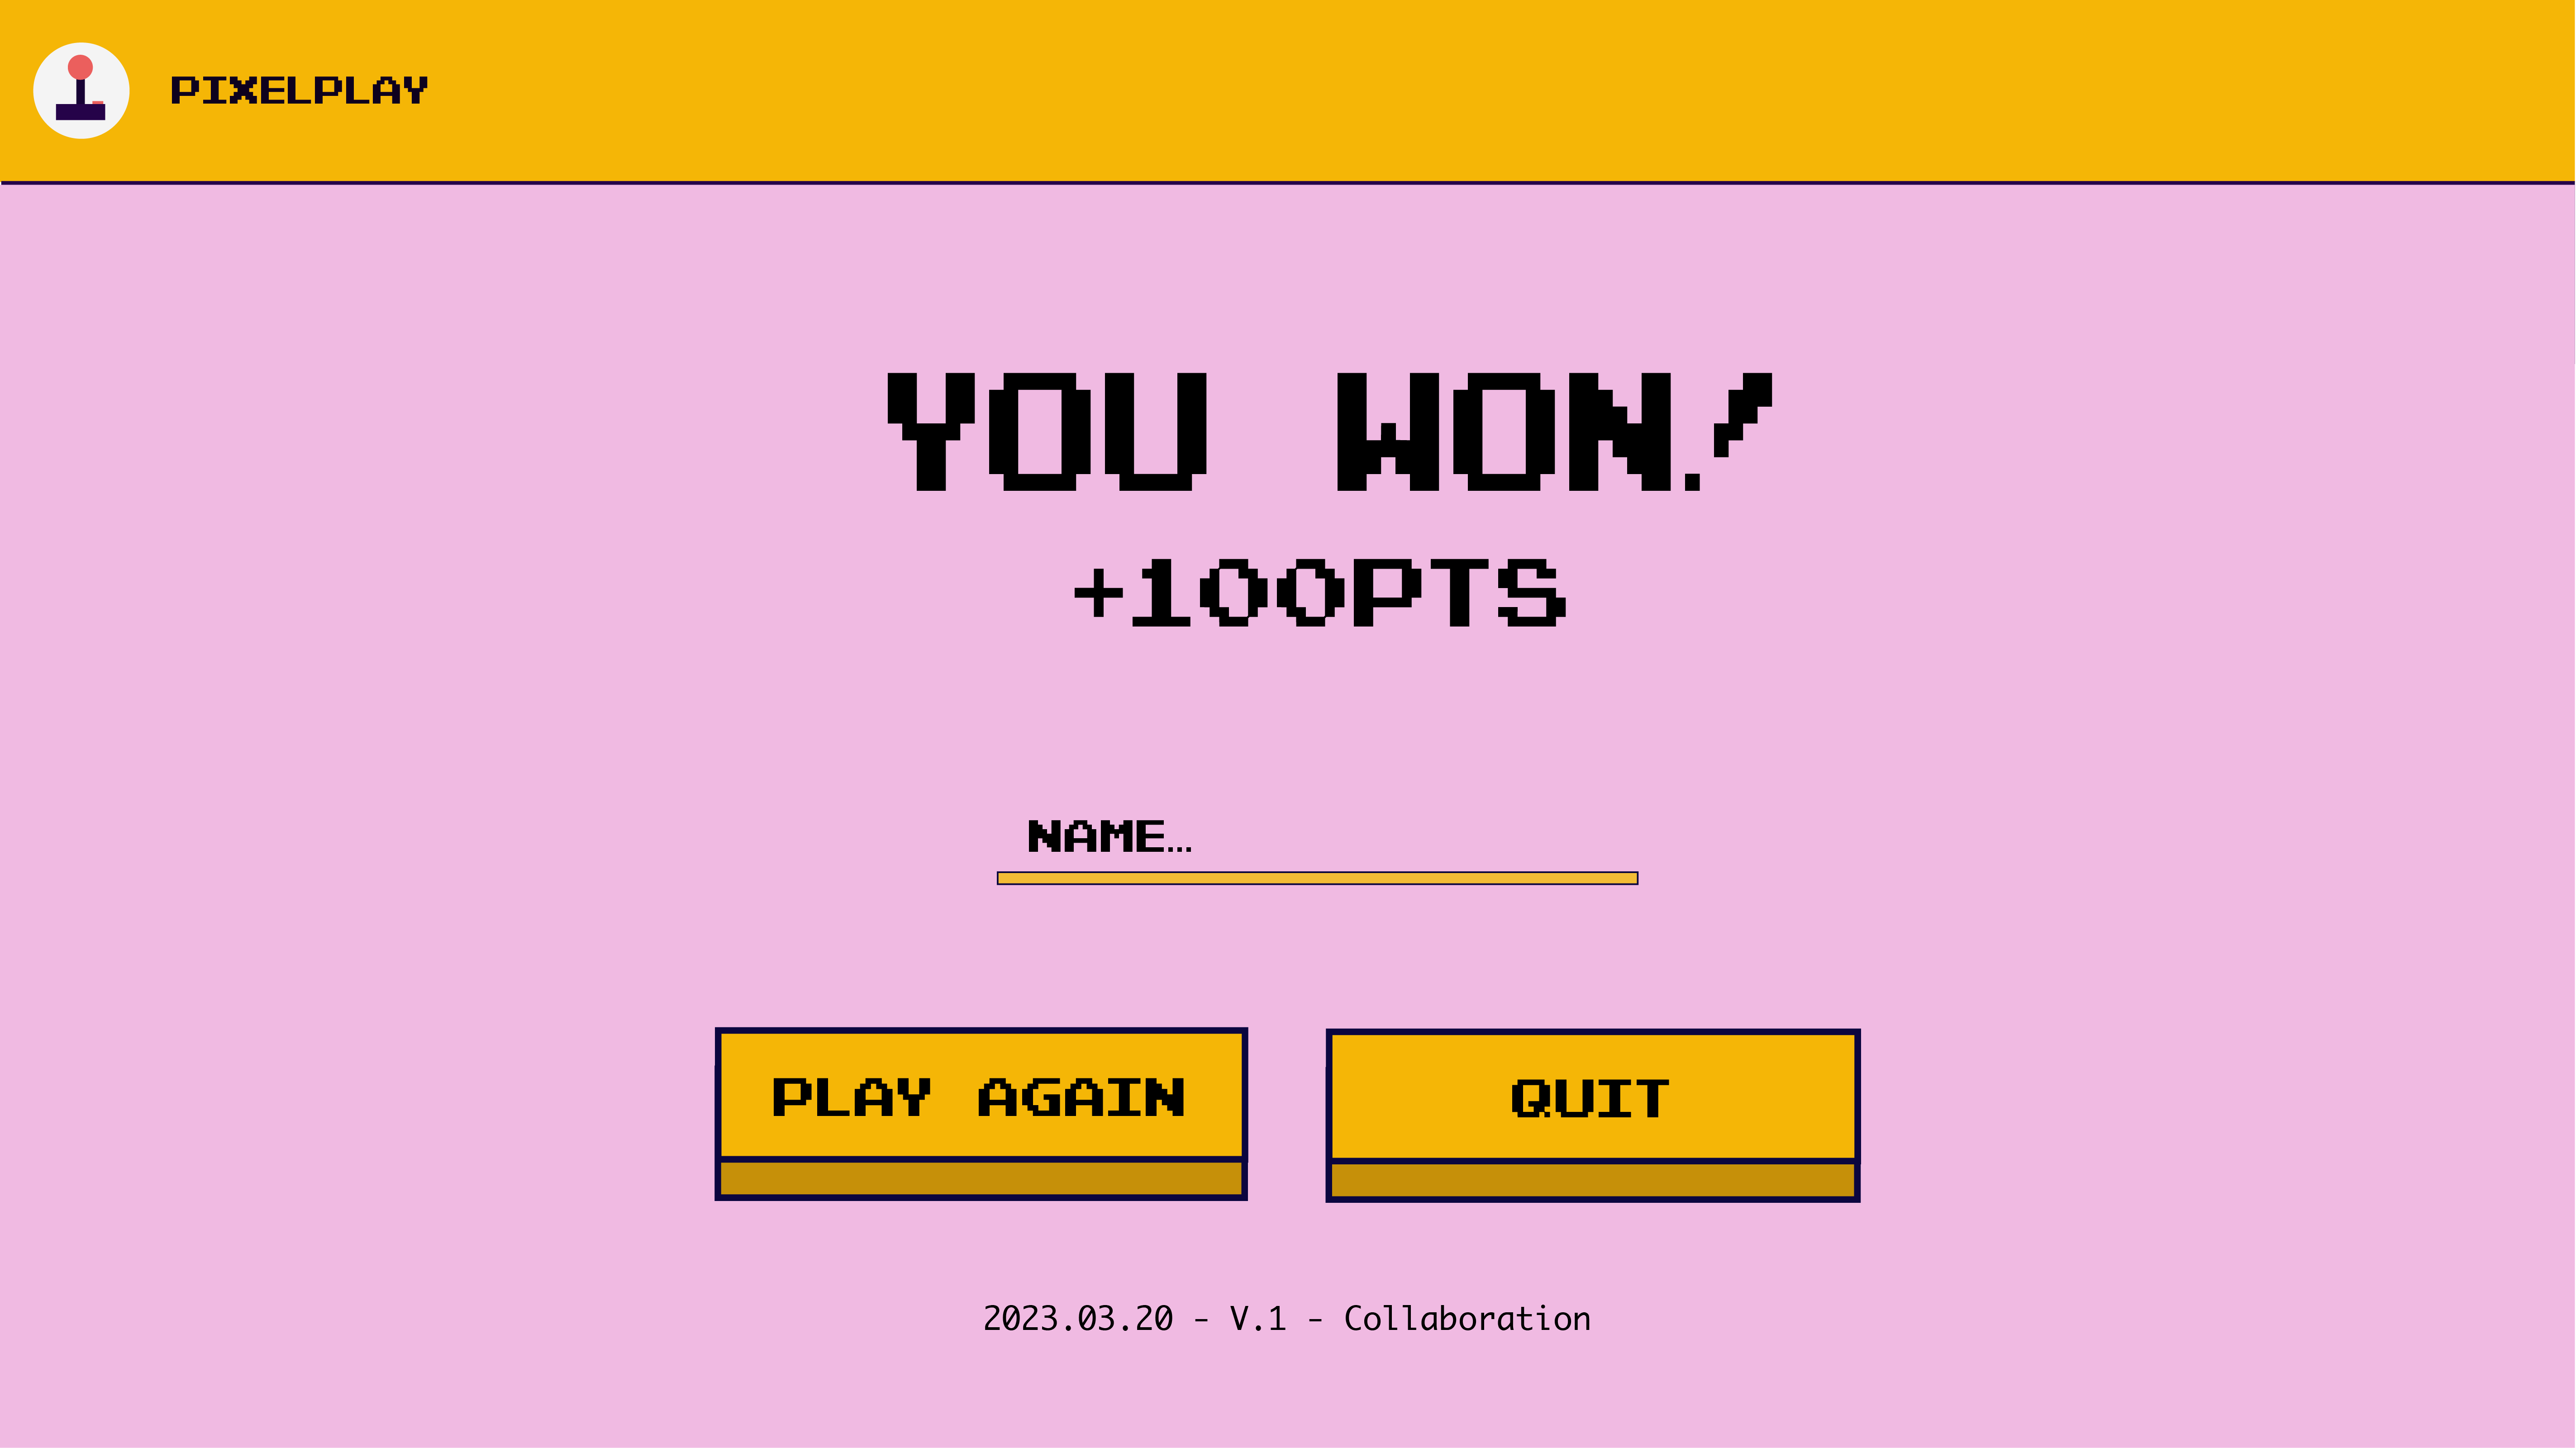 PIXELPLAY
YOU WON!
+100PTS
NAME...
PLAY AGAIN
QUIT
2023.03.20 - V.1 - Collaboration